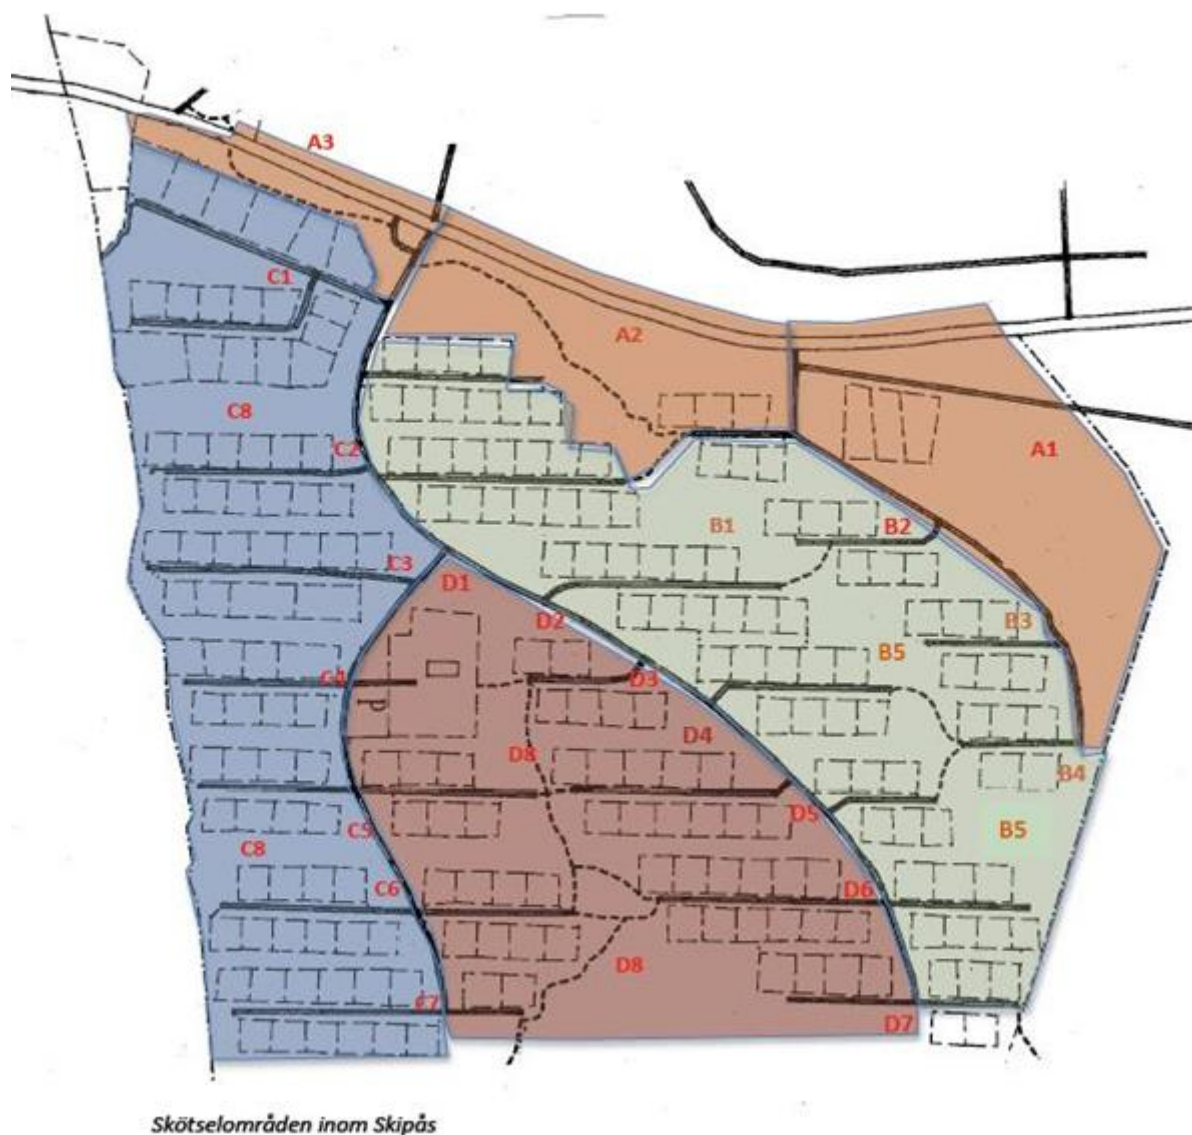 A3
C1
A2
C8
C2
A1
B1
B2
C3
D1
D2
B3
B5
C4
D3
D4
D8
B4
D5
C5
B5
C8
C6
D6
D8
C7
D7
Skötselområden inom Skipås